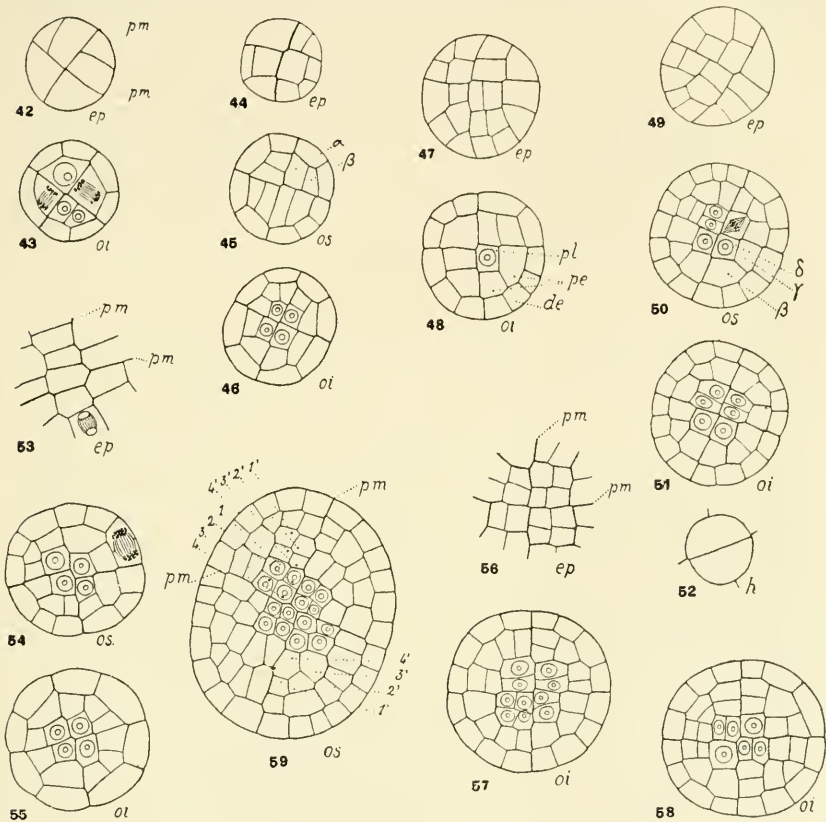 pm
pm
42
ep
44
ep
47
ep
49
ep
43
oi
α
β
45
os
pl
pe
de
48
oi
δ
γ
β
50
os
46
oi
pm
pm
53
ep
51
oi
pm
pm
56
ep
52
h
54
os.
4' 3' 2' 1'
4 3 2 1
pm
pm
4'
3'
2'
1'
59
os
55
oi
57
oi
58
oi